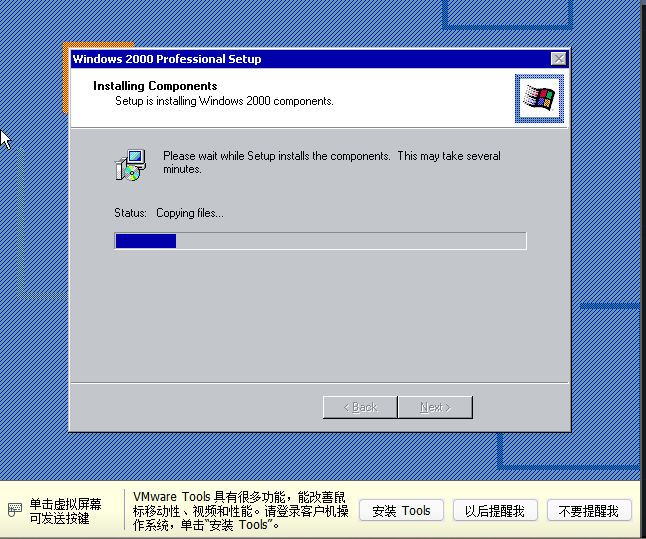 Windows 2000 Professional Setup
Installing Components
Setup is installing Windows 2000 components.
Please wait while Setup installs the components. This may take several
minutes.
Status: Copying files...
< Back
Next >
单击虚拟屏幕
可发送按键
VMware Tools 具有很多功能，能改善鼠
标移动性、视频和性能。请登录客户机操
作系统，单击“安装 Tools”。
安装 Tools
以后提醒我
不要提醒我